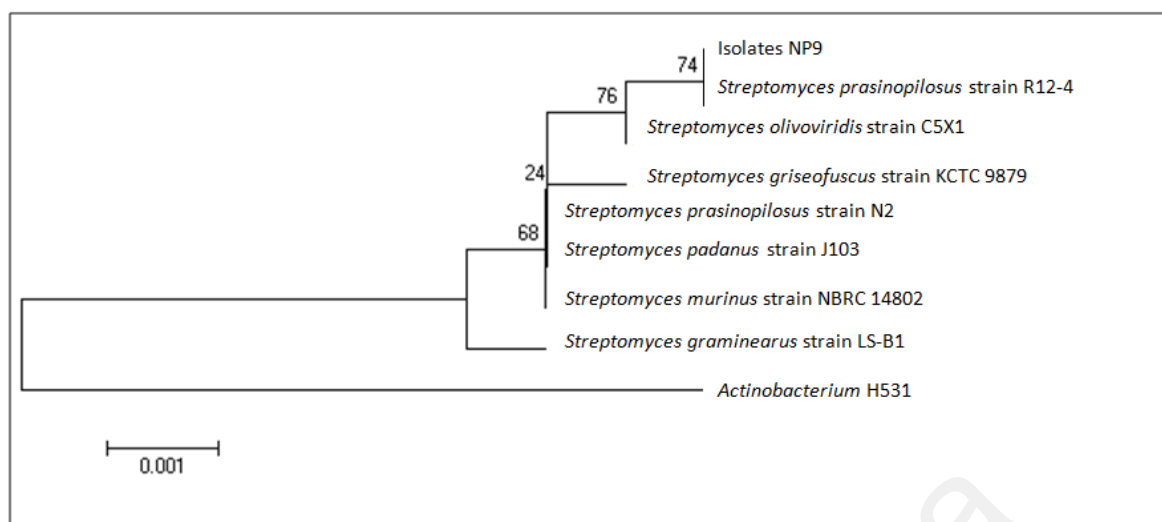 Isolates NP9
74
Streptomyces prasinopilosus strain R12-4
76
Streptomyces olivoviridis strain C5X1
24
Streptomyces griseofuscus strain KCTC 9879
Streptomyces prasinopilosus strain N2
68
Streptomyces padanus strain J103
Streptomyces murinus strain NBRC 14802
Streptomyces graminearus strain LS-B1
Actinobacterium H531
0.001
a